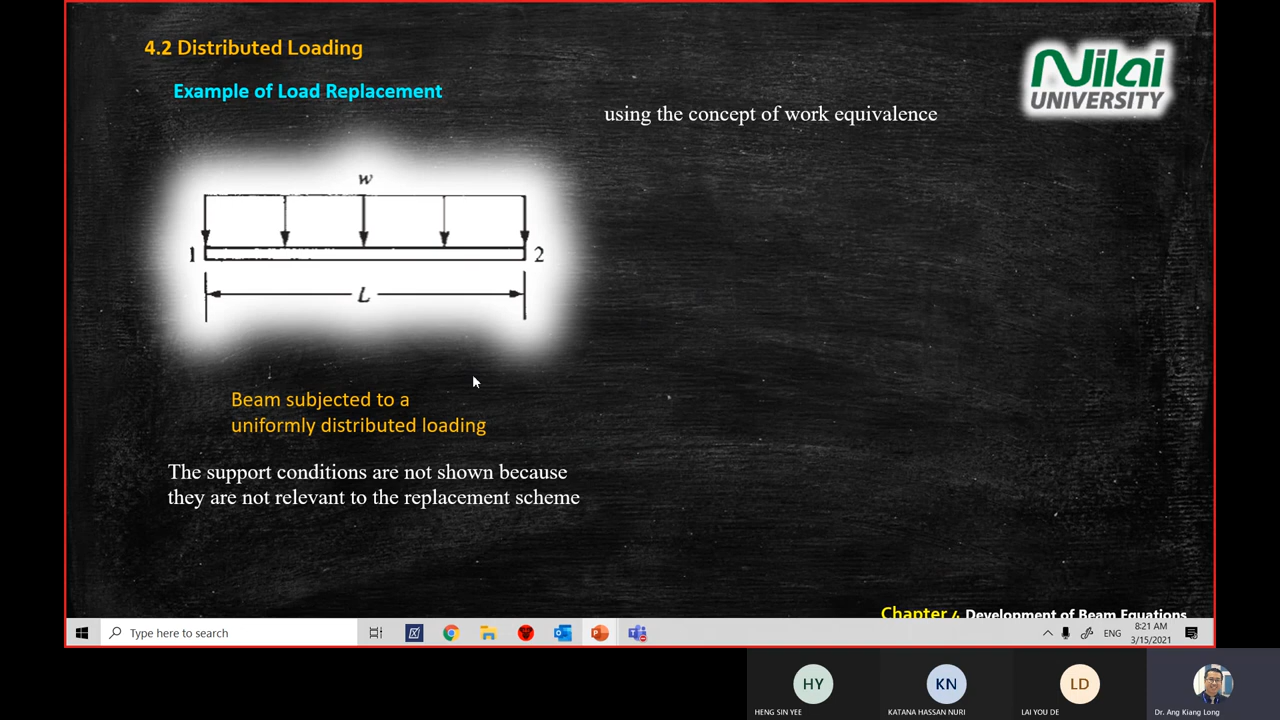 4.2 Distributed Loading
Example of Load Replacement
Nilai
UNIVERSITY
using the concept of work equivalence
w
1
2
L
Beam subjected to a
uniformly distributed loading
The support conditions are not shown because
they are not relevant to the replacement scheme
Chapter 4 Development of Beam Equations
Type here to search
ENG
8:21 AM
3/15/2021
HY
KN
LD
HENG SIN YEE
KATANA HASSAN NURI
LAI YOU DE
Dr. Ang Kiang Long